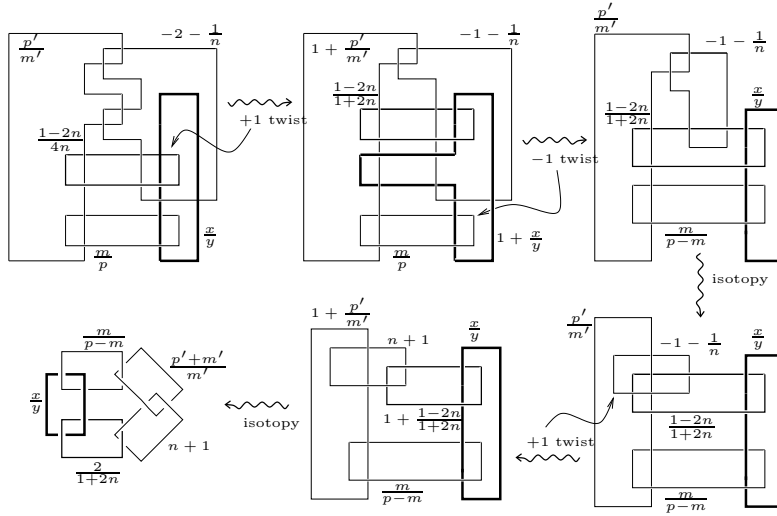 p′/m′
−2 − 1/n
1−2n/4n
m/p
x/y
+1 twist
1 + p′/m′
−1 − 1/n
1−2n/1+2n
m/p
1 + x/y
−1 twist
p′/m′
−1 − 1/n
x/y
1−2n/1+2n
m/p−m
isotopy
m/p−m
p′+m′/m′
x/y
n + 1
2/1+2n
isotopy
1 + p′/m′
n + 1
x/y
1 + 1−2n/1+2n
m/p−m
+1 twist
p′/m′
−1 − 1/n
x/y
1−2n/1+2n
m/p−m